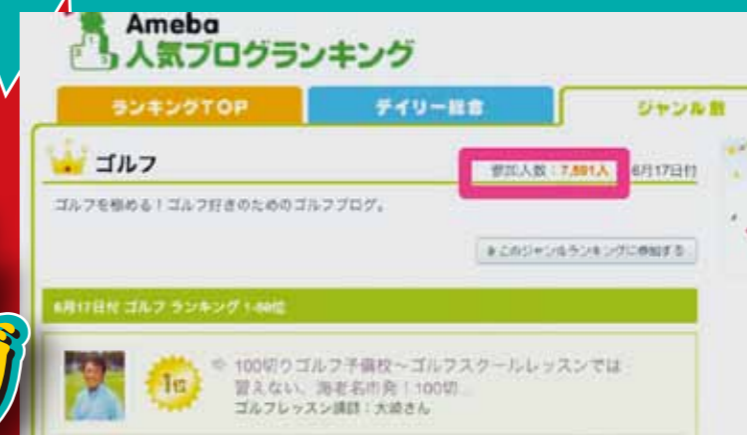 Ameba
人気ブログランキング
ランキングTOP
デイリー総合
ジャンル別
ゴルフ
参加人数：7,591人
6月17日付
ゴルフを極める！ゴルフ好きのためのゴルフブログ。
このジャンルランキングに参加する
6月17日付 ゴルフ ランキング 1-50位
1位
100切りゴルフ予備校～ゴルフスクールレッスンでは
習えない、海老名市発！100切...
ゴルフレッスン講師：大崎さん